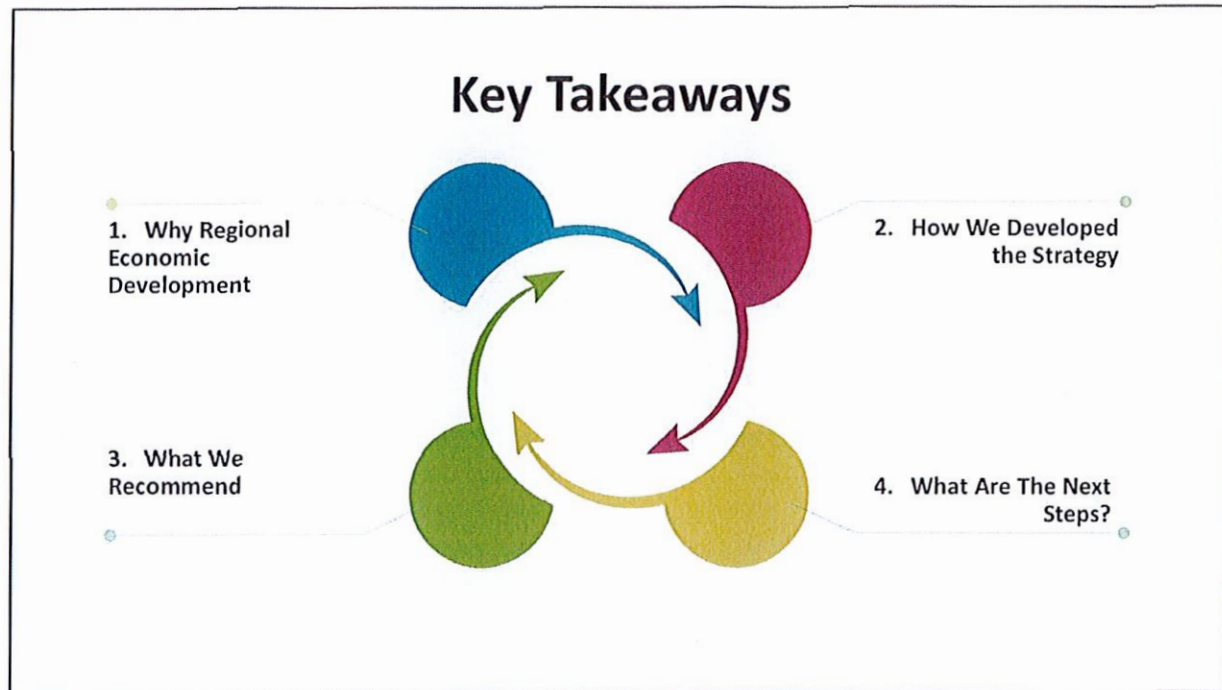 Key Takeaways
1. Why Regional
Economic
Development
2. How We Developed
the Strategy
3. What We
Recommend
4. What Are The Next
Steps?